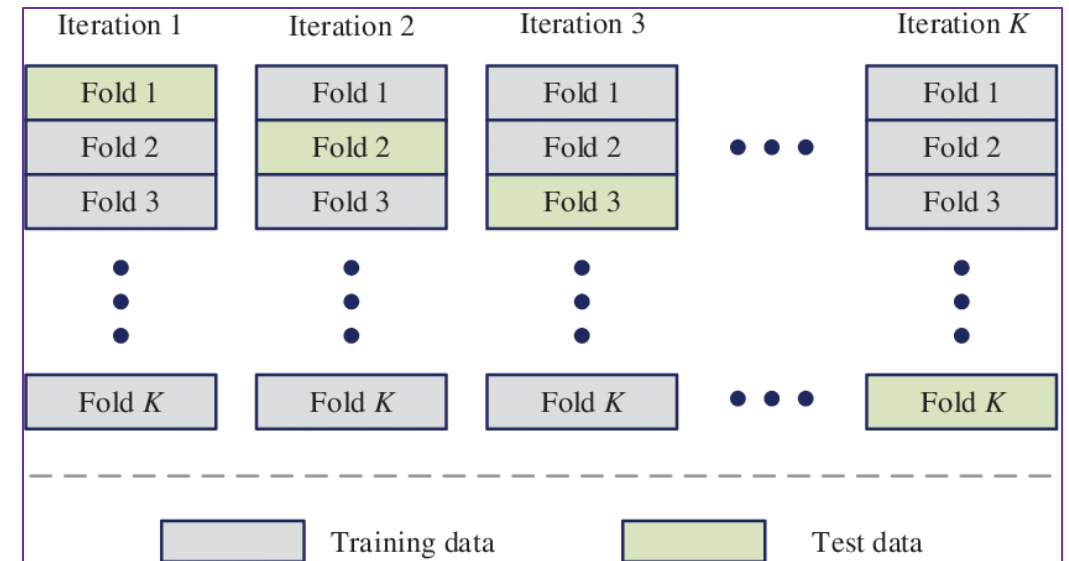 Iteration 1 Iteration 2 Iteration 3 Iteration K
Fold 1 Fold 1 Fold 1 Fold 1
Fold 2 Fold 2 Fold 2 Fold 2
Fold 3 Fold 3 Fold 3 Fold 3
Fold K Fold K Fold K Fold K
Training data Test data